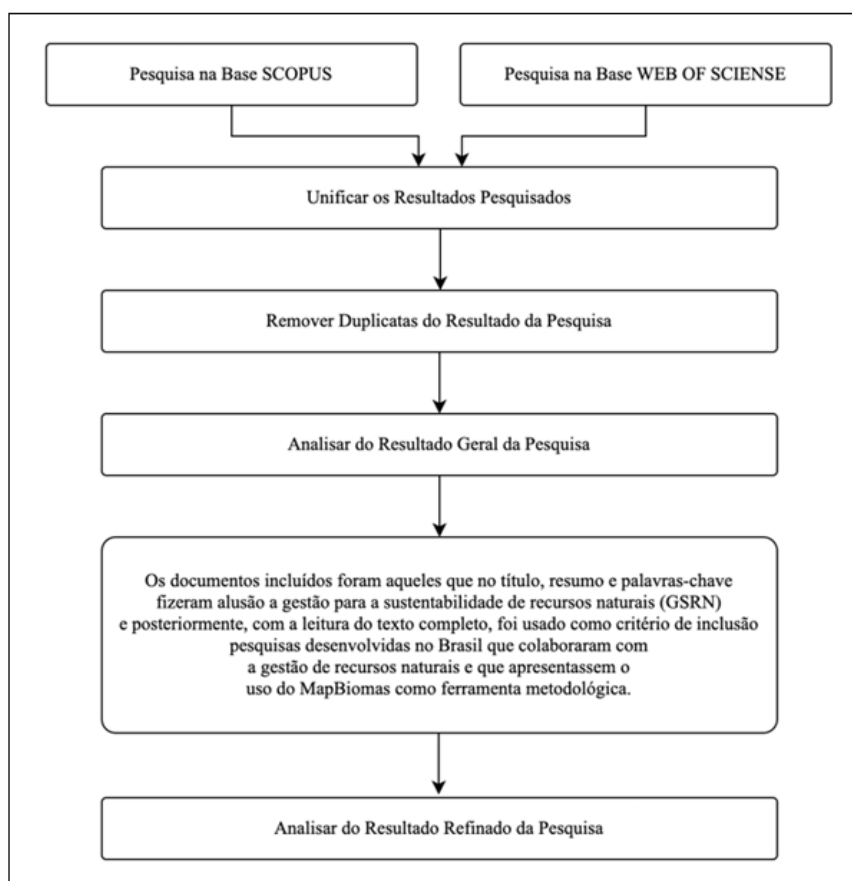 Pesquisa na Base SCOPUS
Pesquisa na Base WEB OF SCIENSE
Unificar os Resultados Pesquisados
Remover Duplicatas do Resultado da Pesquisa
Analisar do Resultado Geral da Pesquisa
Os documentos incluídos foram aqueles que no título, resumo e palavras-chave
fizeram alusão a gestão para a sustentabilidade de recursos naturais (GSRN)
e posteriormente, com a leitura do texto completo, foi usado como critério de inclusão
pesquisas desenvolvidas no Brasil que colaboraram com
a gestão de recursos naturais e que apresentassem o
uso do MapBiomas como ferramenta metodológica.
Analisar do Resultado Refinado da Pesquisa